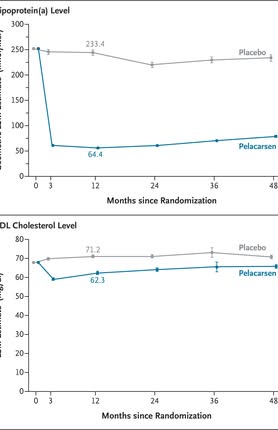 ipoprotein(a) Level
300
250
200
150
100
50
0
233.4
Placebo
64.4
Pelacarsen
0 3 12 24 36 48
Months since Randomization
DL Cholesterol Level
80
70
60
50
40
30
20
10
0
71.2
Placebo
62.3
Pelacarsen
0 3 12 24 36 48
Months since Randomization